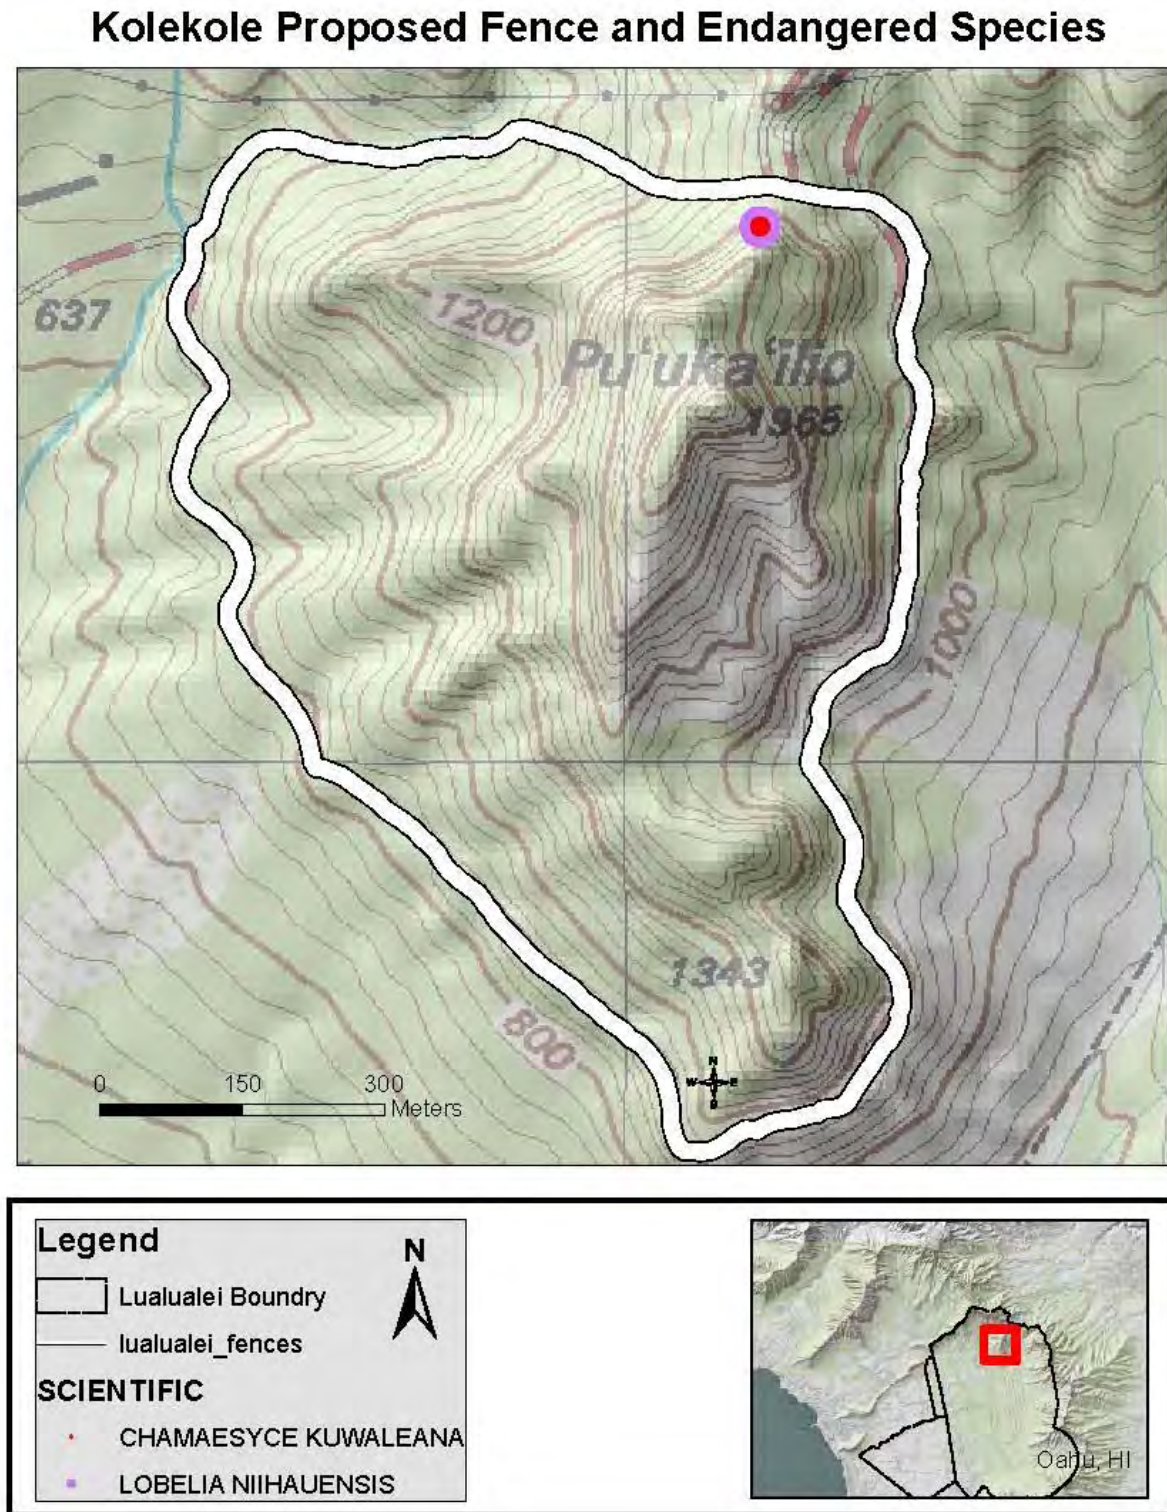 Kolekole Proposed Fence and Endangered Species
637
1200
Pu'uka'ilio
1965
1000
1343
800
N
W E
S
0 150 300
Meters
Legend
N
Lualualei Boundry
lualualei_fences
SCIENTIFIC
CHAMAESYCE KUWALEANA
LOBELIA NIIHAUENSIS
Oahu, HI